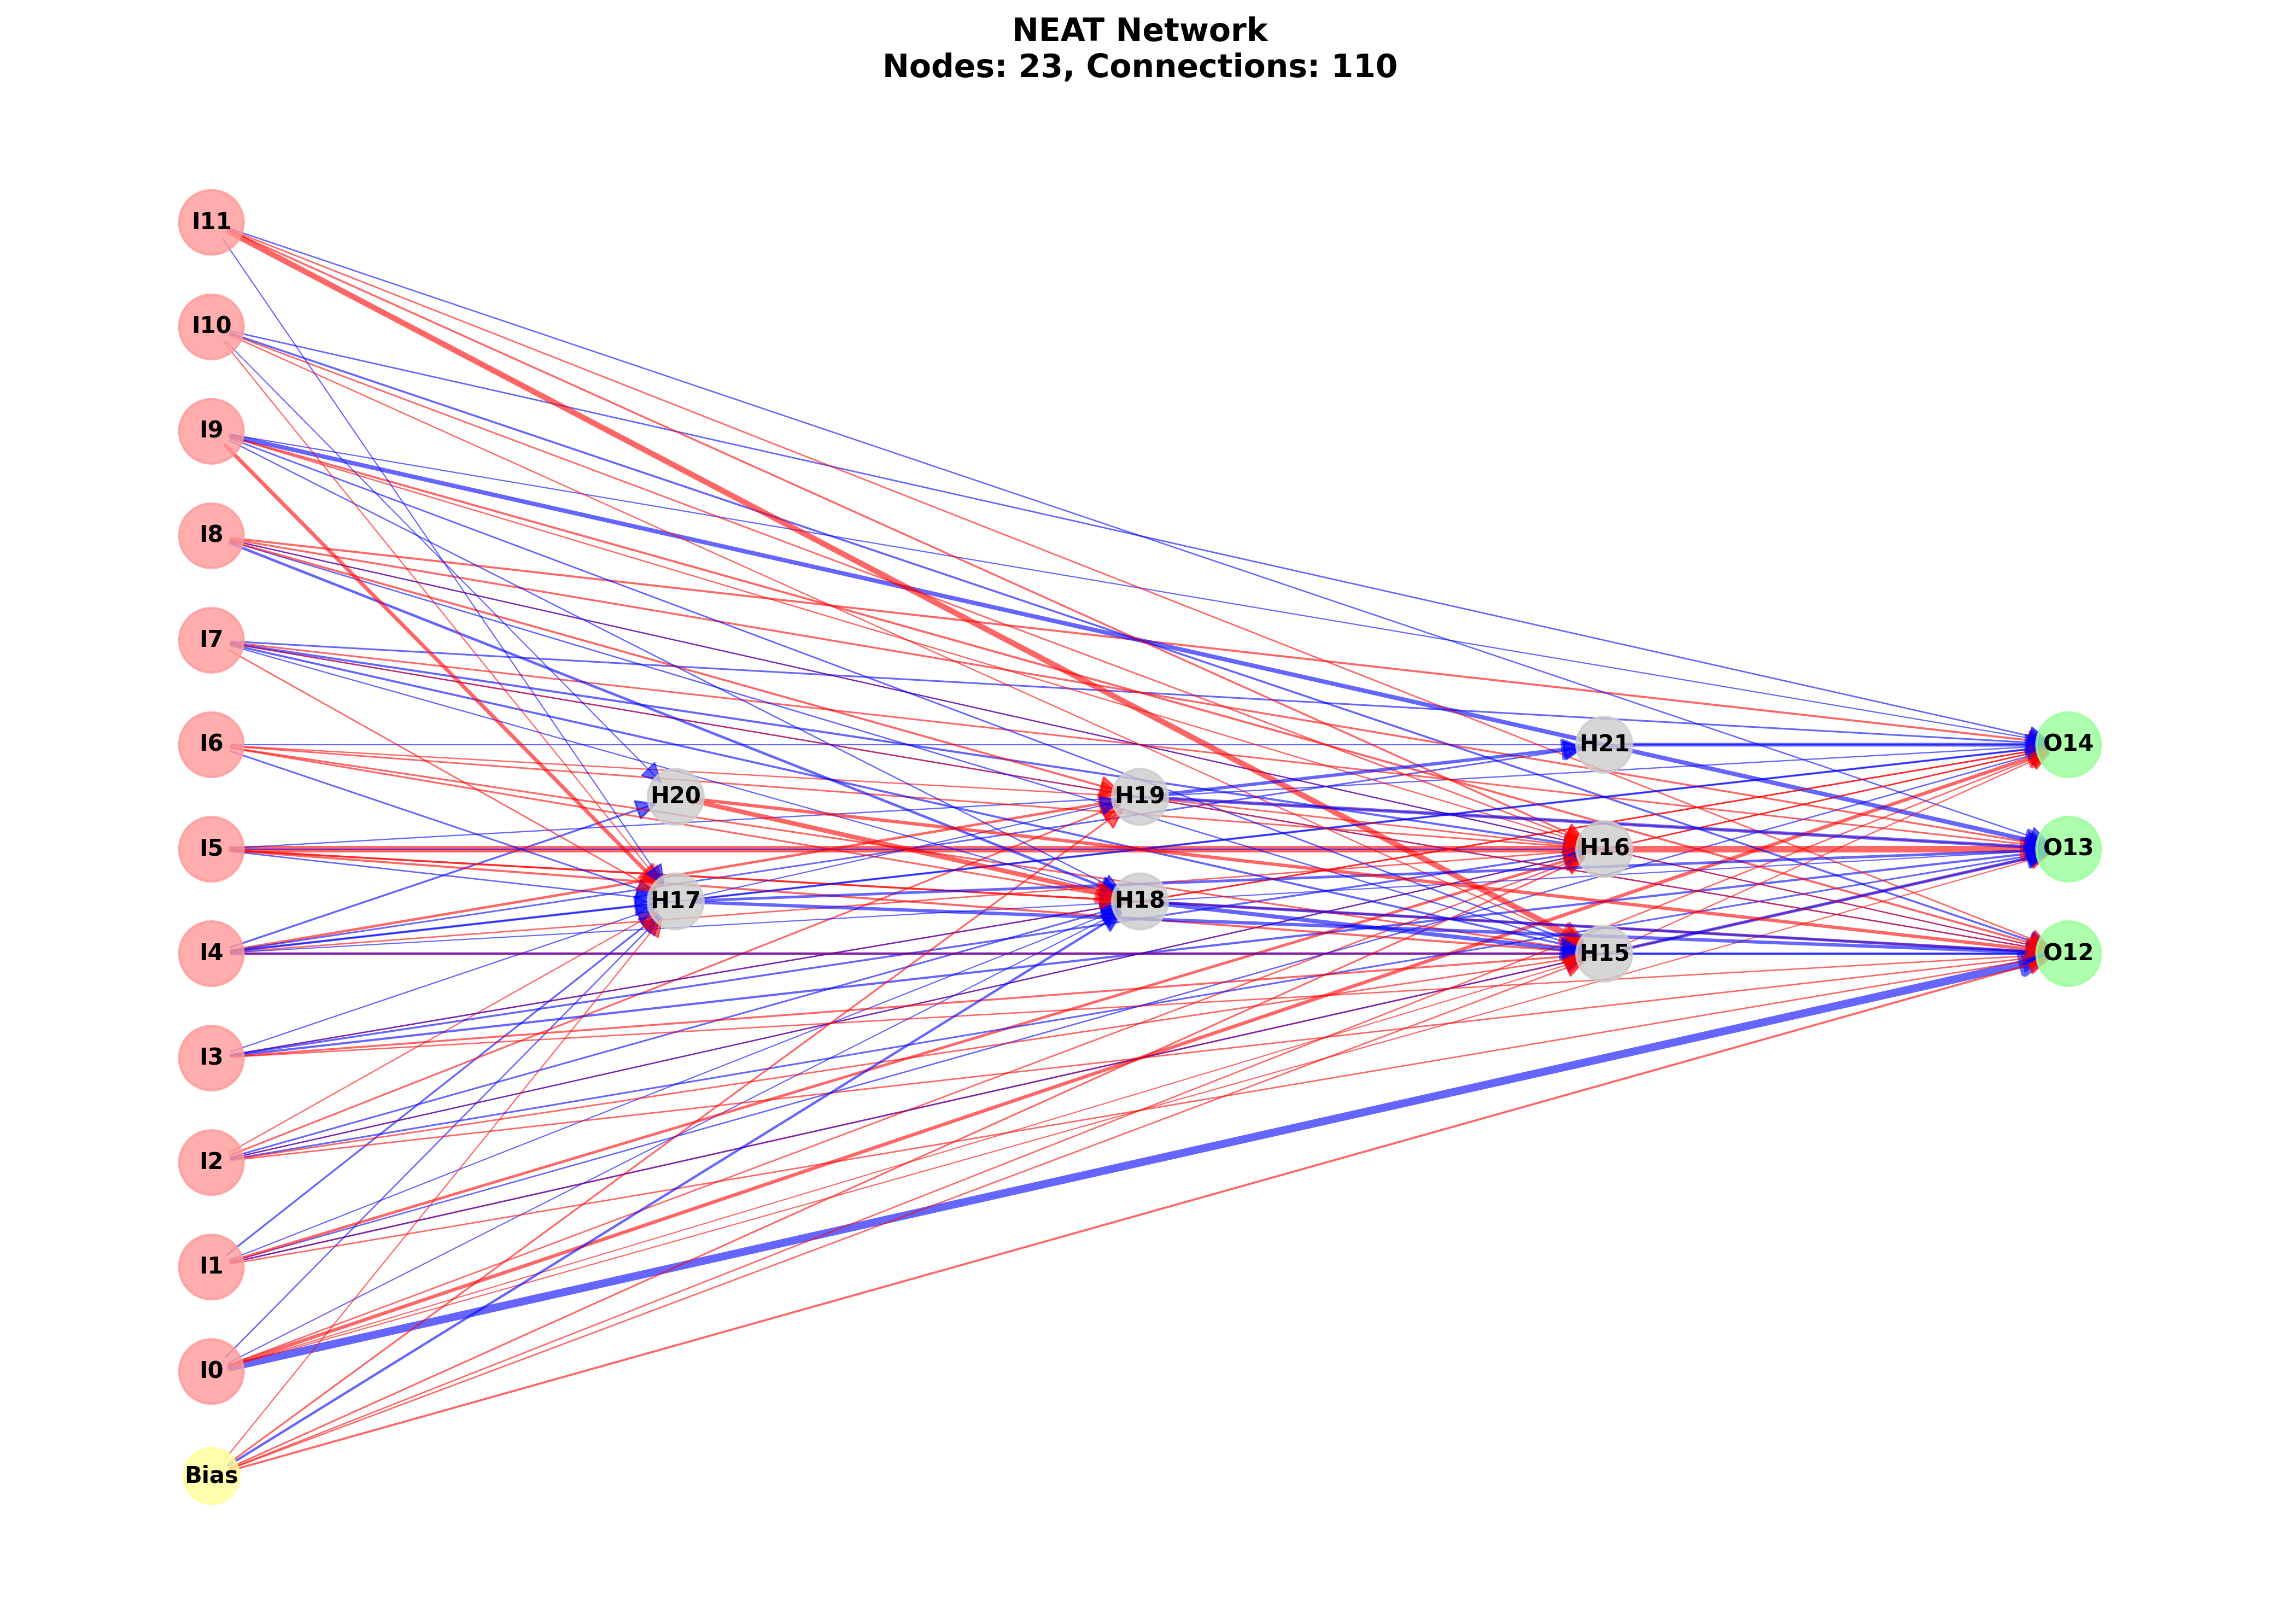 NEAT Network
Nodes: 23, Connections: 110
I11
I10
I9
I8
I7
I6
I5
I4
I3
I2
I1
I0
Bias
H20
H17
H19
H18
H21
H16
H15
O14
O13
O12